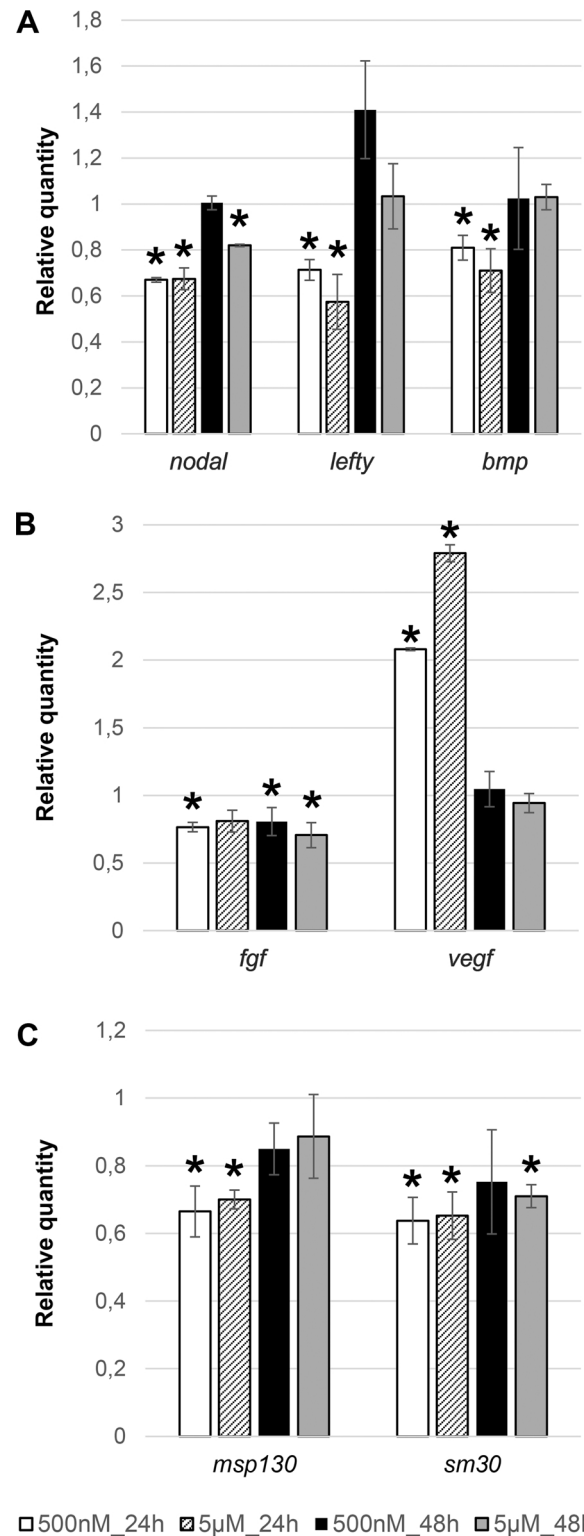 A
Relative quantity
1,8
1,6
1,4
1,2
1
0,8
0,6
0,4
0,2
0
* * * * * * *
nodal lefty bmp
B
Relative quantity
3
2,5
2
1,5
1
0,5
0
* * * * *
fgf vegf
C
Relative quantity
1,2
1
0,8
0,6
0,4
0,2
0
* * * * *
msp130 sm30
500nM_24h 5µM_24h 500nM_48h 5µM_48h